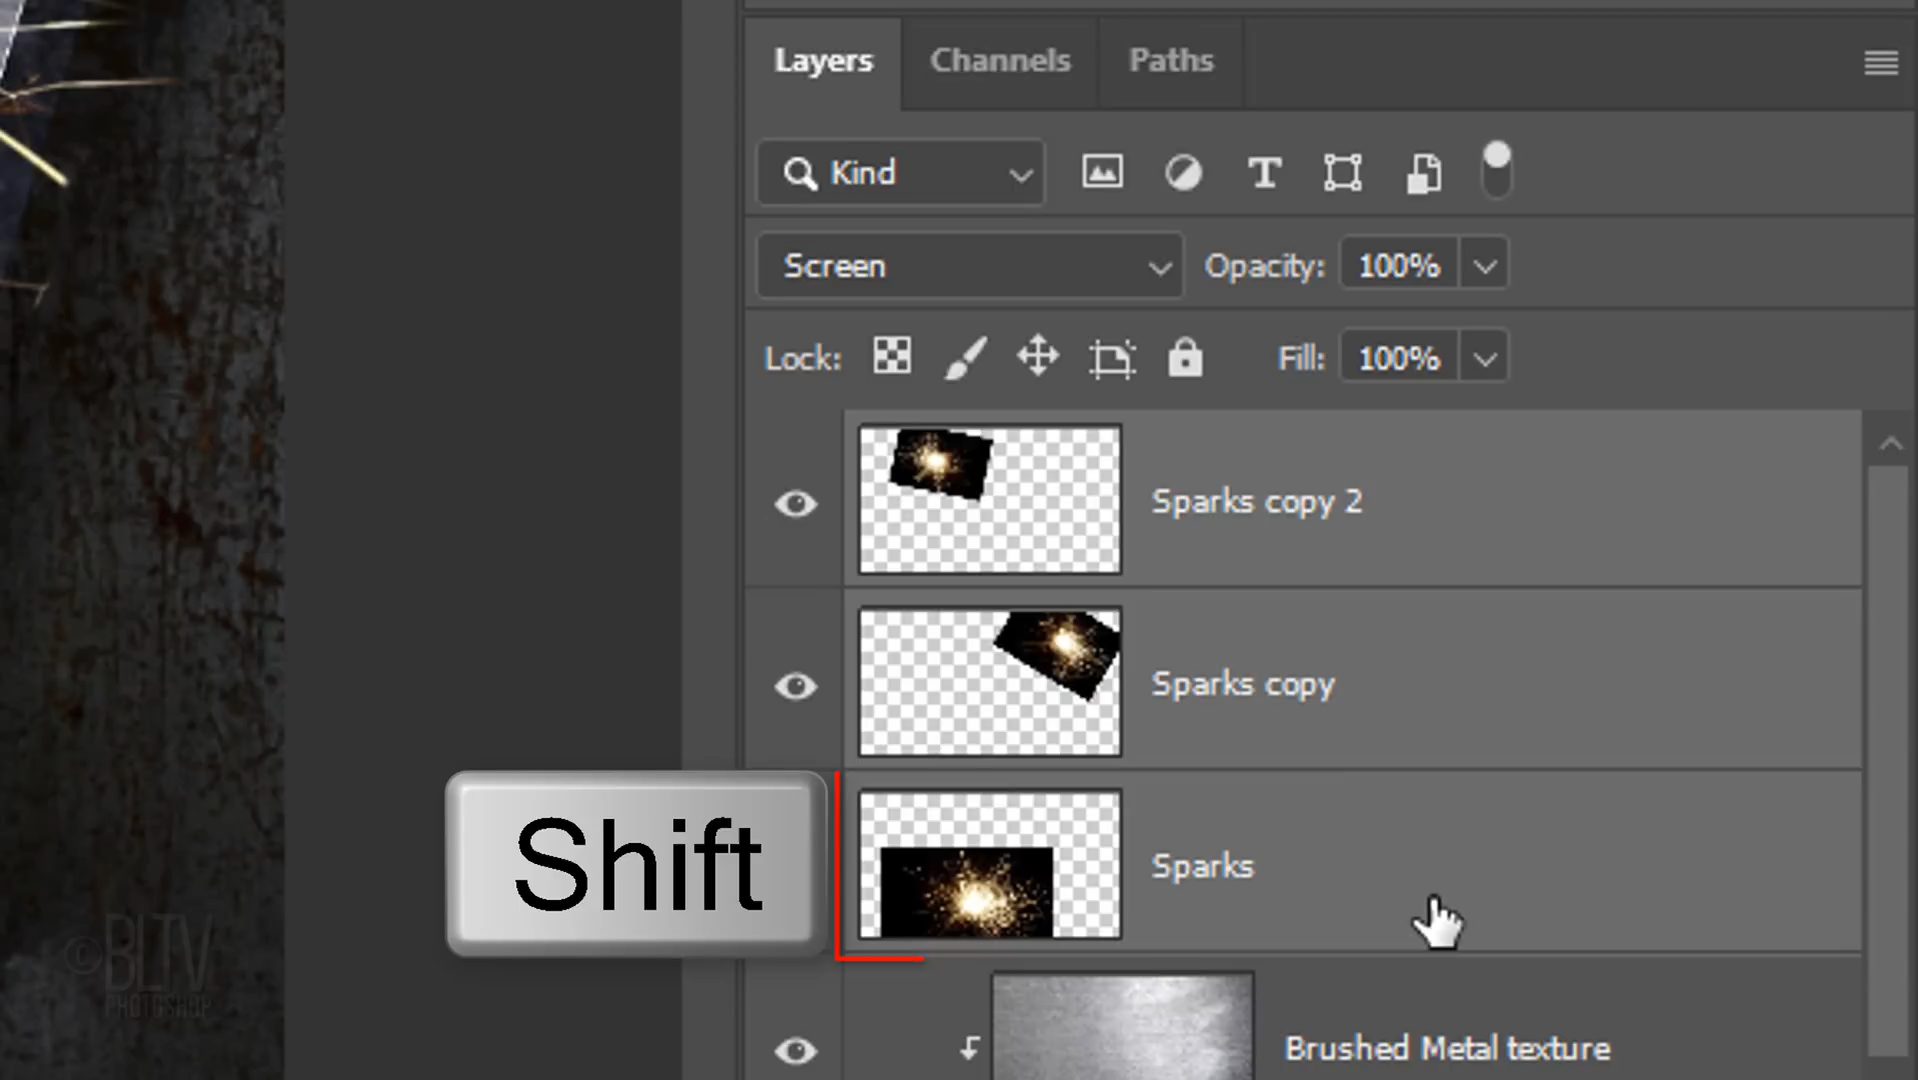 Layers Channels Paths
Kind
Screen Opacity: 100%
Lock: Fill: 100%
Sparks copy 2
Sparks copy
Shift
Sparks
©BLTV
PHOTOSHOP
Brushed Metal texture